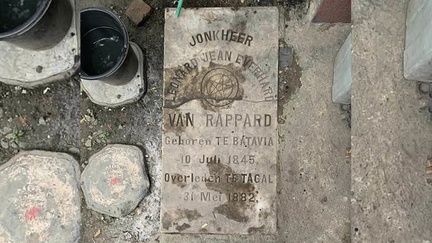 JONKHEER
LEONARD JEAN EVERHARD
VAN RAPPARD
Geboren TE BATAVIA
10 Juli 1845.
Overleden TE TAGAL
31 Mei 1882.